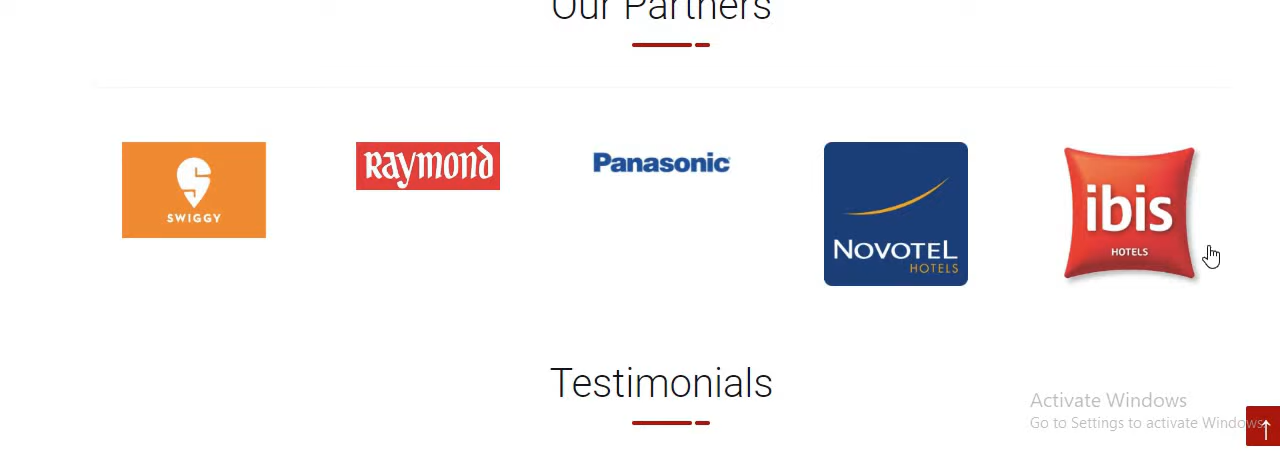 Our Partners
SWIGGY
Raymond
Panasonic
NOVOTEL
HOTELS
ibis
HOTELS
Testimonials
Activate Windows
Go to Settings to activate Windows.